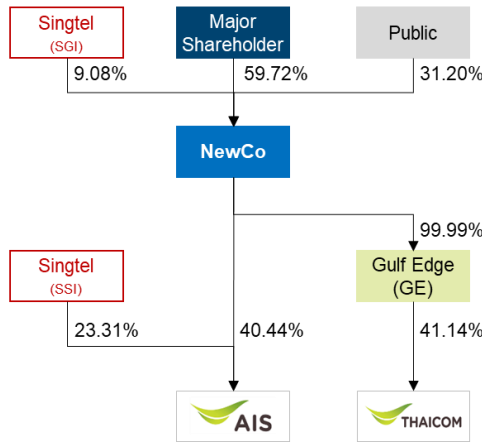 Singtel
(SGI)
Major
Shareholder
Public
9.08%
59.72%
31.20%
NewCo
99.99%
Singtel
(SSI)
Gulf Edge
(GE)
23.31%
40.44%
41.14%
AIS
THAICOM